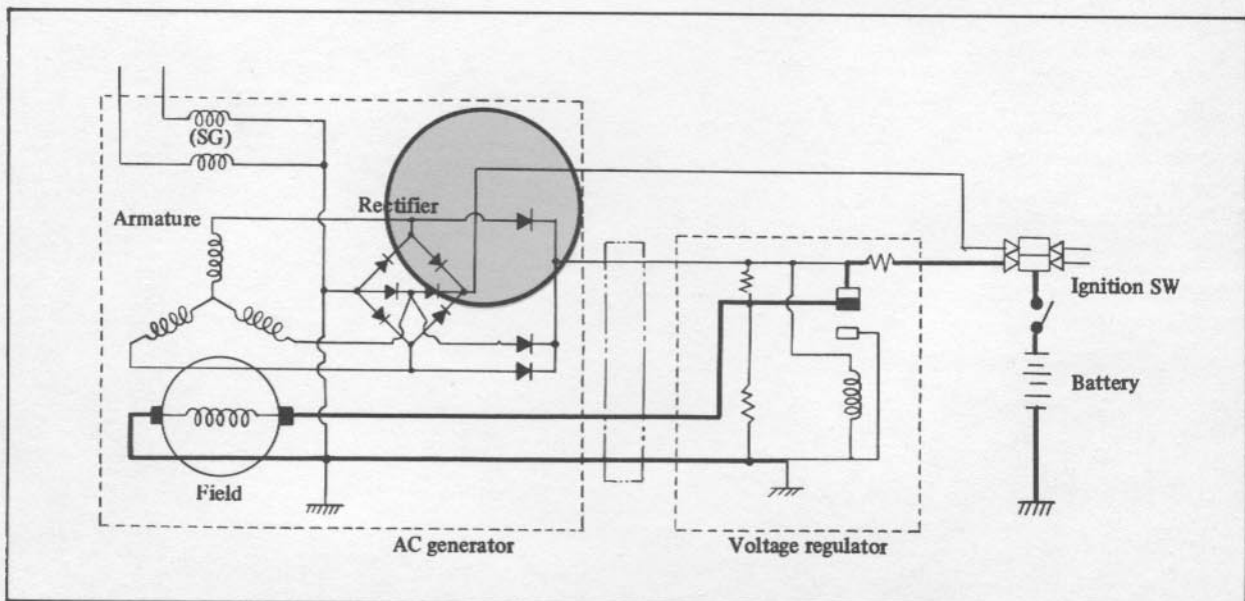 (SG)
Armature
Rectifier
Ignition SW
Battery
Field
AC generator
Voltage regulator